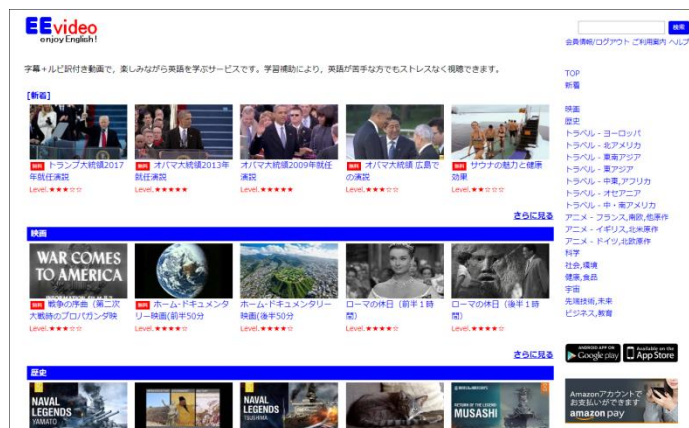 EEvideo
enjoy English!
検索
会員情報/ログアウト ご利用案内 ヘルプ
字幕＋ルビ訳付き動画で，楽しみながら英語を学ぶサービスです。学習補助により，英語が苦手な方でもストレスなく視聴できます。
[新着]
無料 トランプ大統領2017年就任演説
Level.★★★☆☆
無料 オバマ大統領2013年就任演説
Level.★★★★★
オバマ大統領2009年就任演説
Level.★★★★★
無料 オバマ大統領 広島での演説
Level.★★★★☆
無料 サウナの魅力と健康効果
Level.★★☆☆☆
さらに見る
映画
WAR COMES
TO AMERICA
無料 戦争の序曲（第二次大戦時のプロパガンダ映
Level.★★★★☆
無料 ホーム-ドキュメンタリー映画(前半50分
Level.★★★★☆
ホーム-ドキュメンタリー映画(後半50分
Level.★★★★☆
ローマの休日（前半１時間）
Level.★★★★☆
ローマの休日（後半１時間）
Level.★★★★☆
さらに見る
歴史
NAVAL
LEGENDS
YAMATO
NAVAL
LEGENDS
TSUSHIMA
MUSASHI
TOP
新着
映画
歴史
トラベル - ヨーロッパ
トラベル - 北アメリカ
トラベル - 東南アジア
トラベル - 東アジア
トラベル - 中東,アフリカ
トラベル - オセアニア
トラベル - 中・南アメリカ
アニメ - フランス,南欧,他原作
アニメ - イギリス,北米原作
アニメ - ドイツ,北欧原作
科学
社会,環境
健康,食品
宇宙
先端技術,未来
ビジネス,教育
ANDROID APP ON
Google play
Available on the
App Store
Amazonアカウントで
お支払いができます
amazon pay